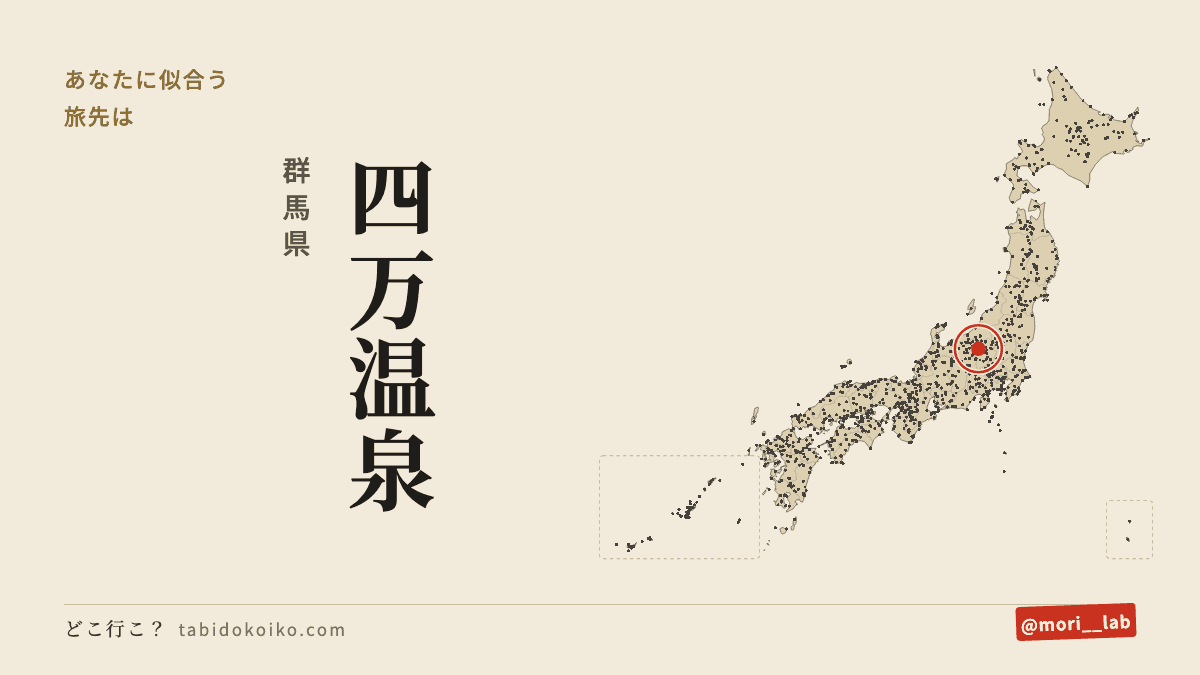 あなたに似合う
旅先は
四万温泉
群馬県
どこ行こ？ tabidokoiko.com
@mori__lab